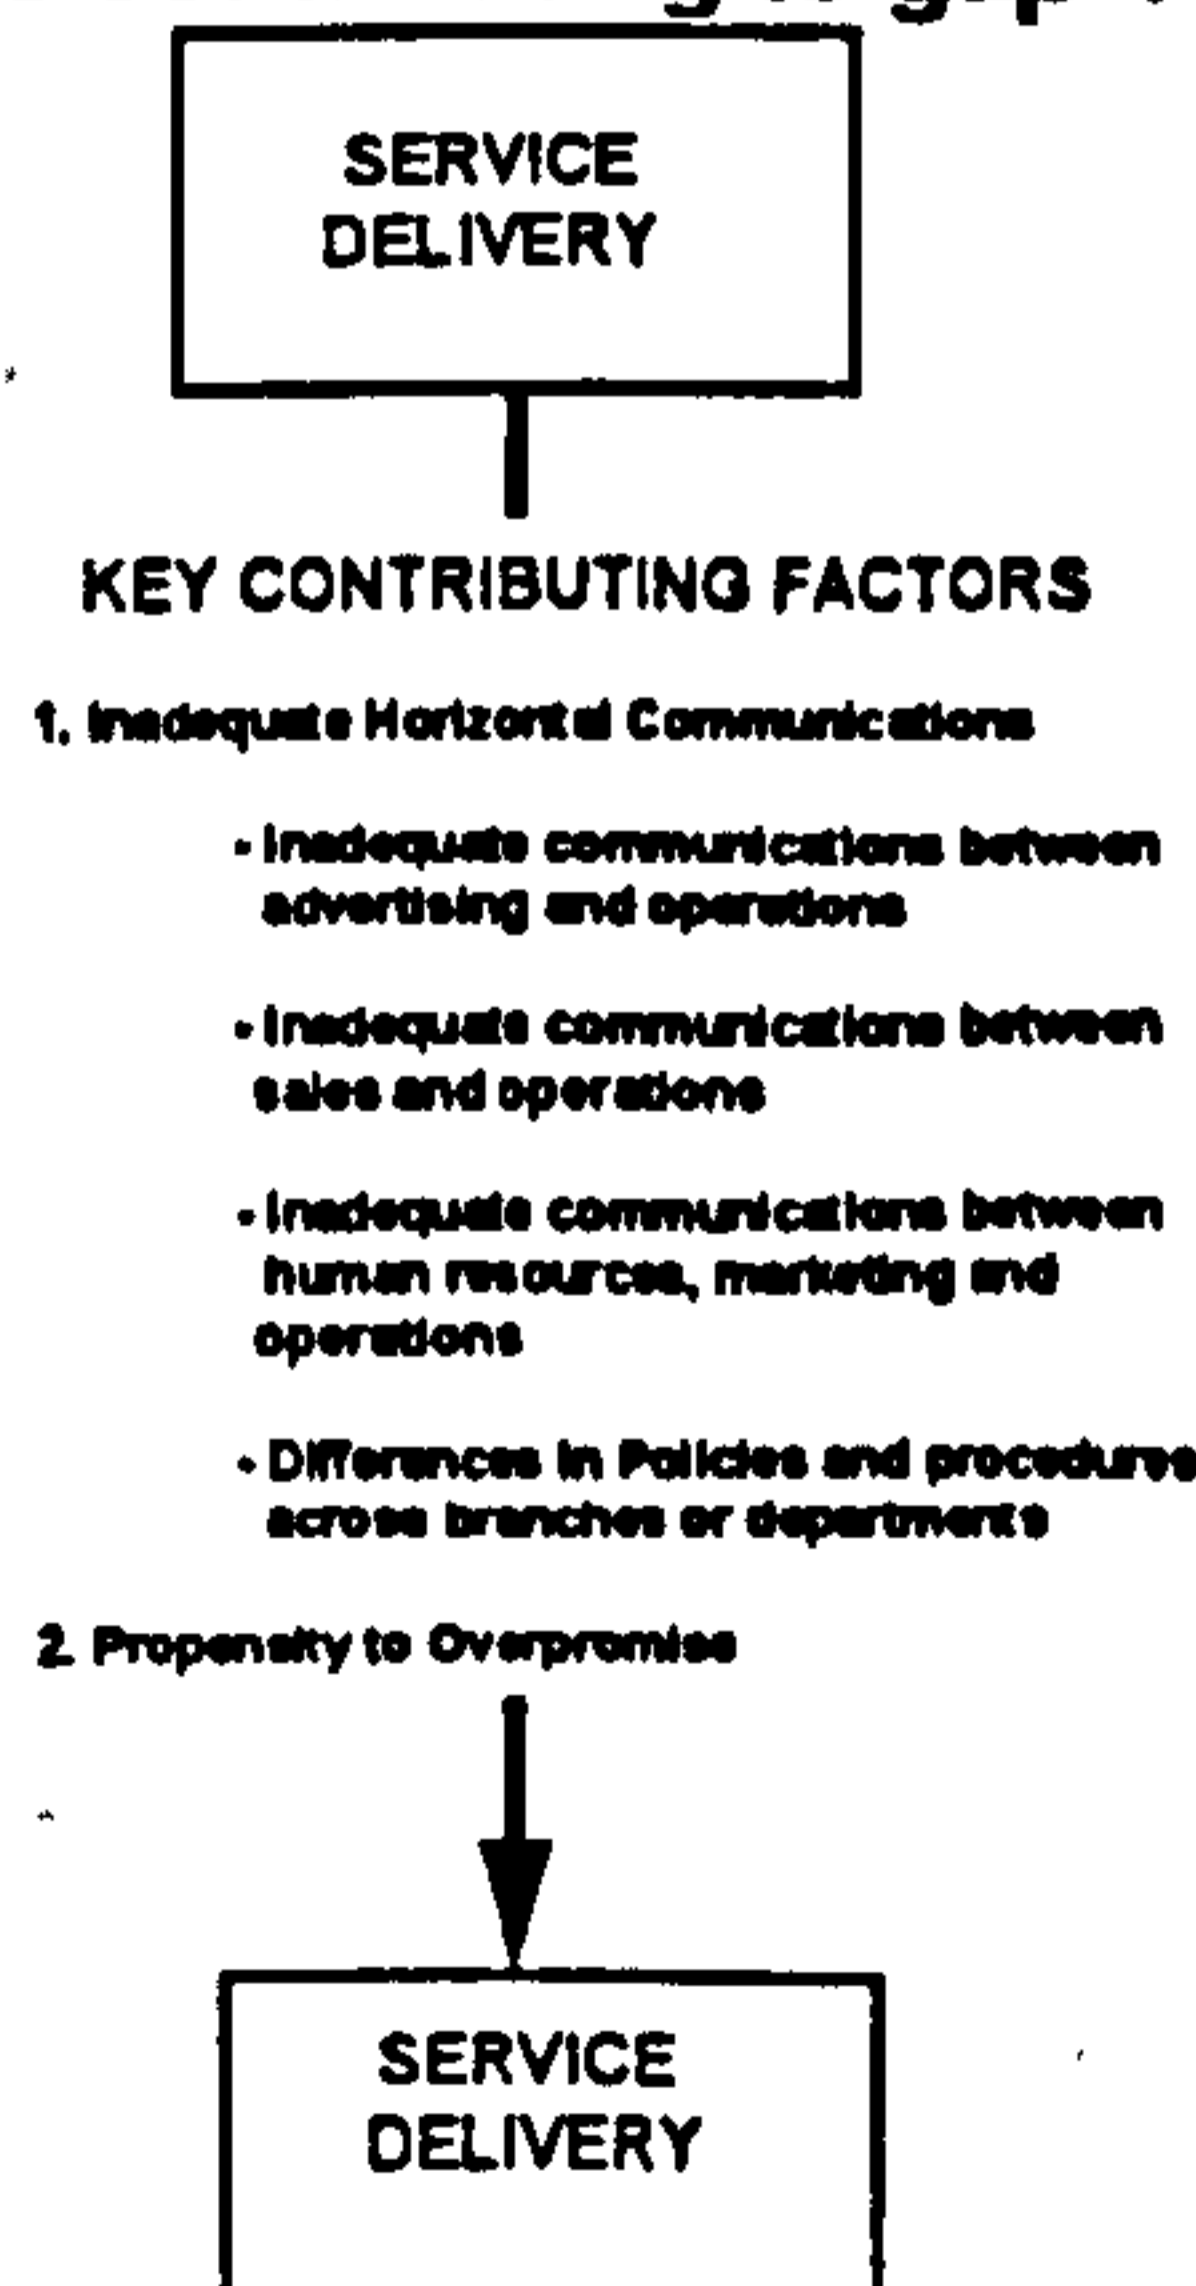 SERVICE
DELIVERY
KEY CONTRIBUTING FACTORS
1. Inadequate Horizontal Communications
• Inadequate communications between
advertising and operations
• Inadequate communications between
sales and operations
• Inadequate communications between
human resources, marketing and
operations
• Differences in Policies and procedures
across branches or departments
2. Propensity to Overpromise
SERVICE
DELIVERY